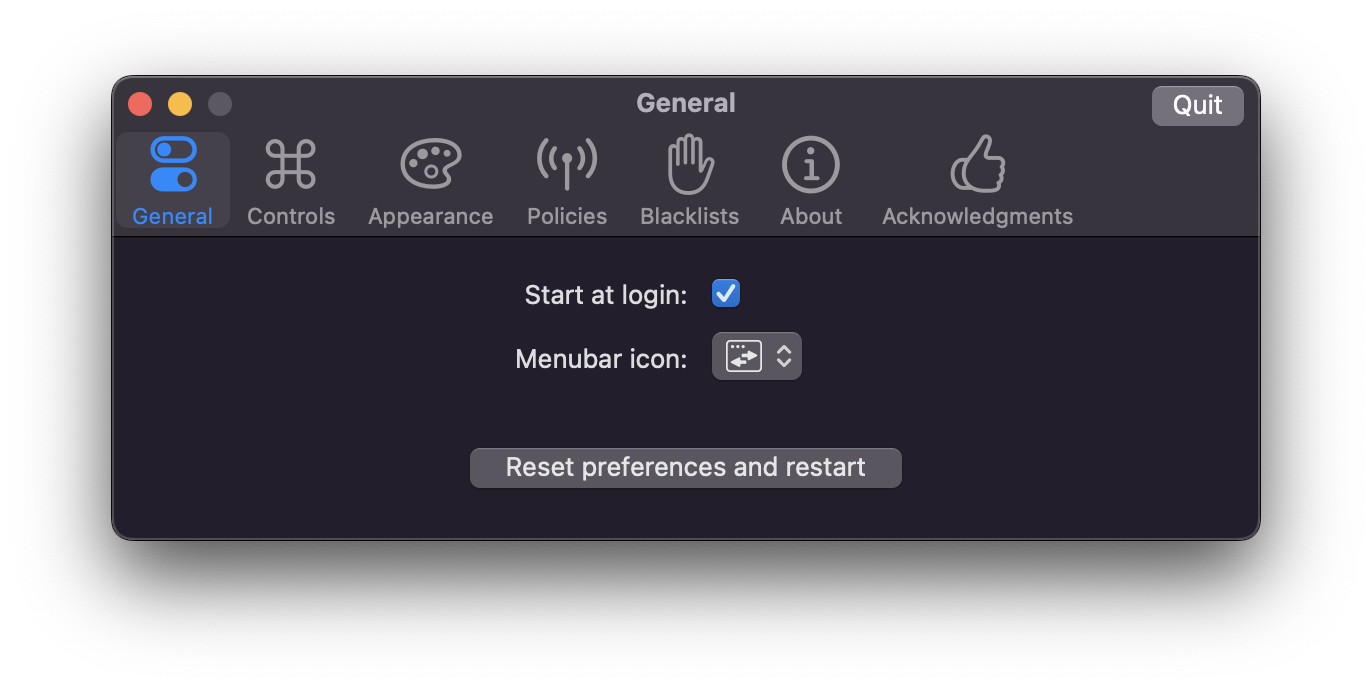 General
Quit
General Controls Appearance Policies Blacklists About Acknowledgments
Start at login:
Menubar icon:
Reset preferences and restart